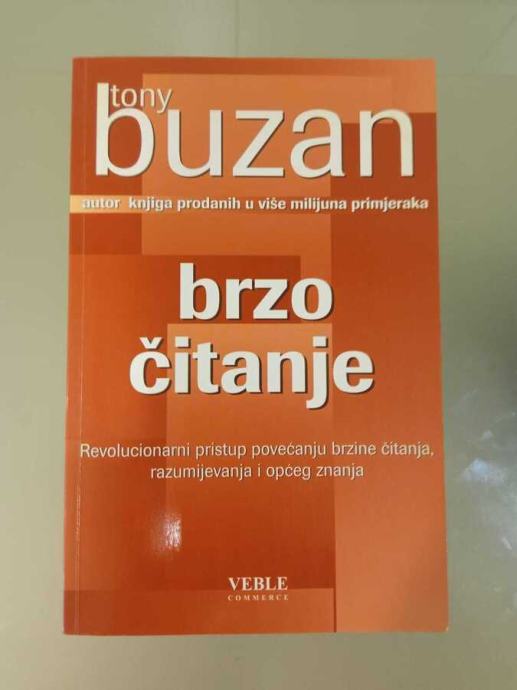 tony
buzan
autor knjiga prodanih u više milijuna primjeraka
brzo
čitanje
Revolucionarni pristup povećanju brzine čitanja,
razumijevanja i općeg znanja
VEBLE
COMMERCE